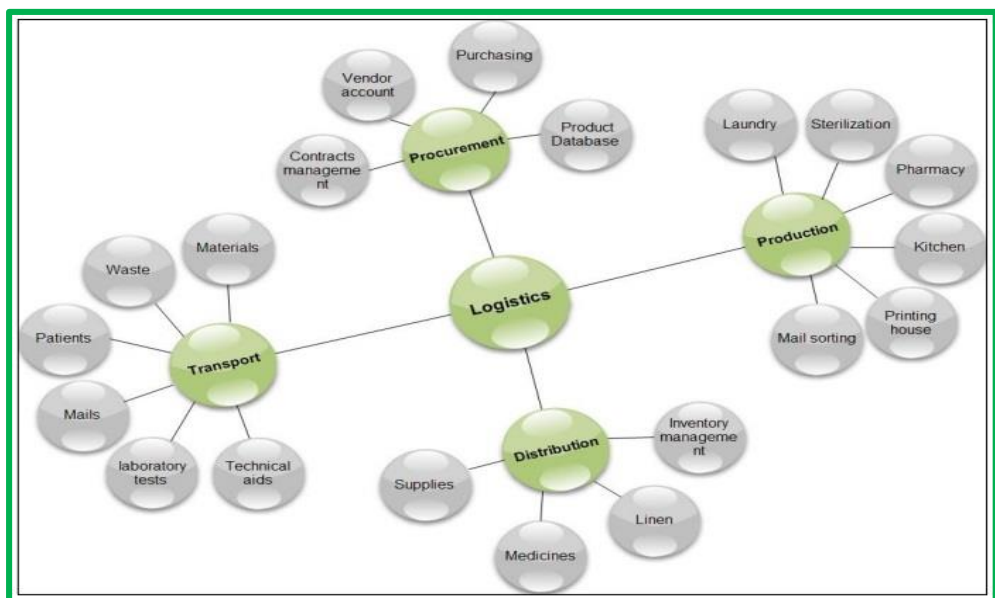 Purchasing
Vendor
account
Procurement
Product
Database
Contracts
manageme
nt
Laundry
Sterilization
Pharmacy
Production
Kitchen
Printing
house
Mail sorting
Logistics
Materials
Waste
Patients
Transport
Mails
laboratory
tests
Technical
aids
Distribution
Inventory
manageme
nt
Supplies
Linen
Medicines